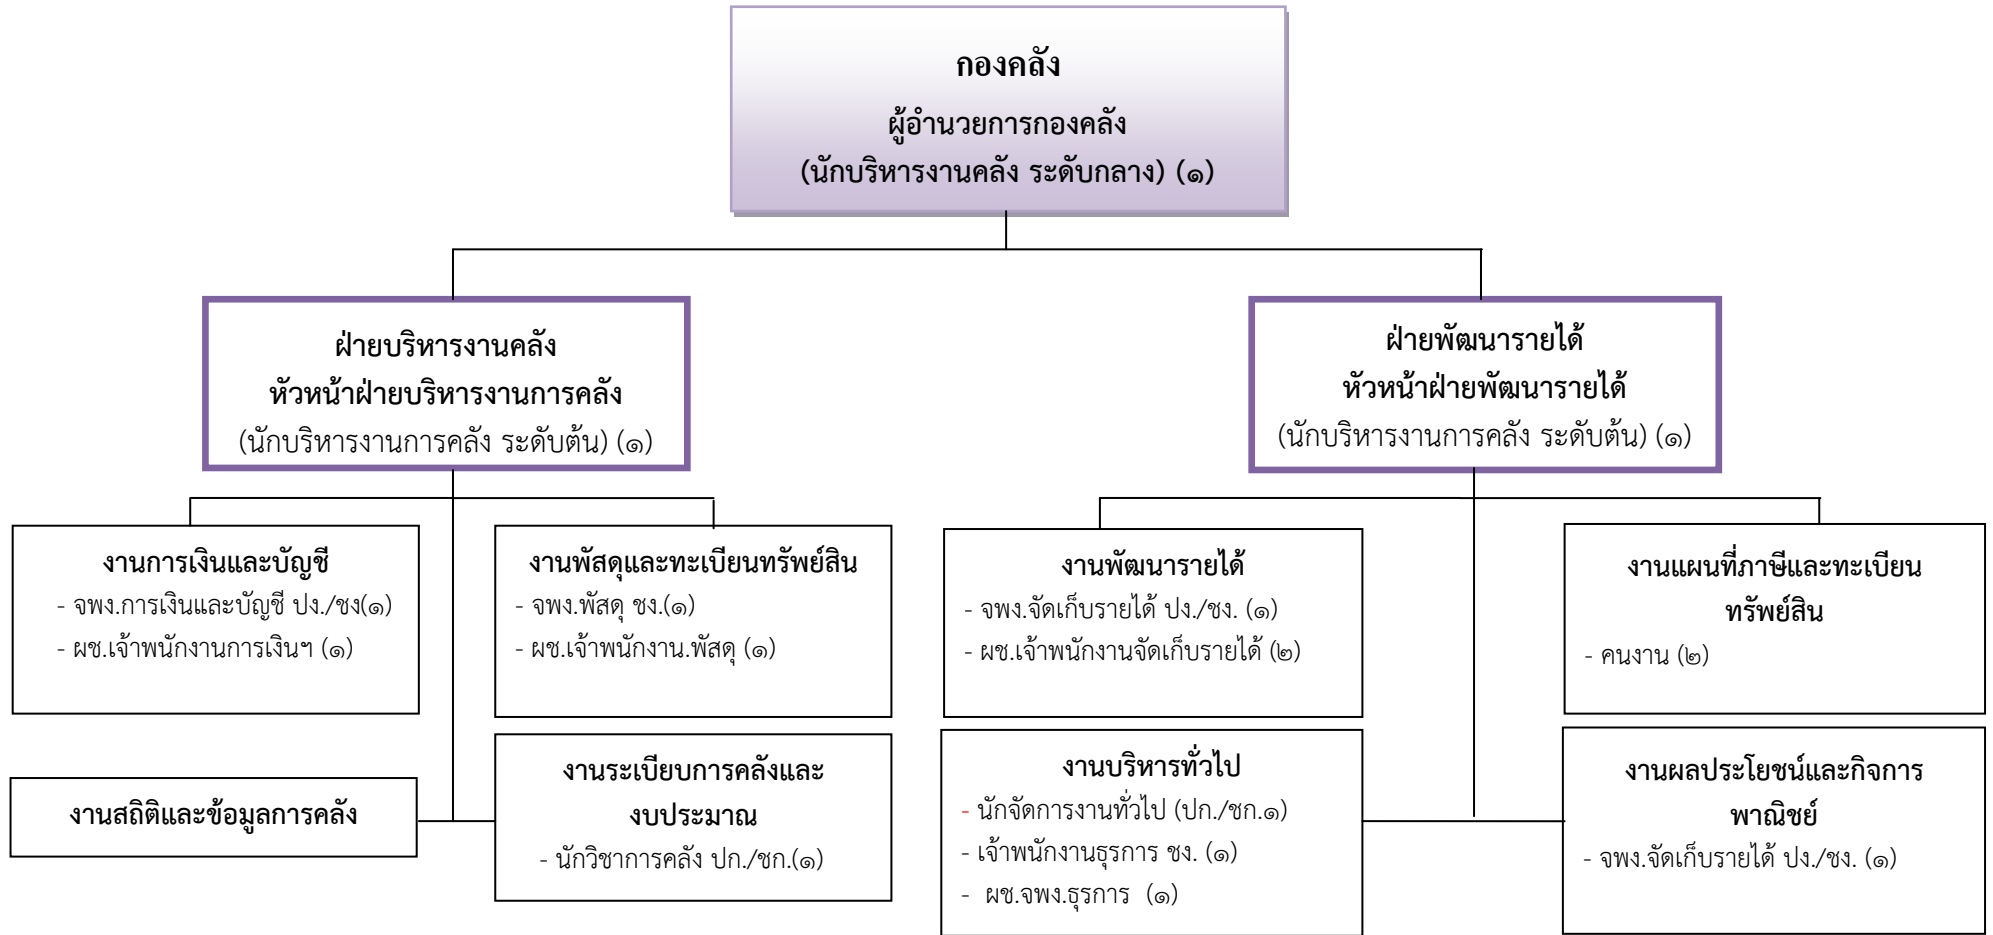 กองคลัง
ผู้อำนวยการกองคลัง
(นักบริหารงานคลัง ระดับกลาง) (๑)
ฝ่ายบริหารงานคลัง
หัวหน้าฝ่ายบริหารงานการคลัง
(นักบริหารงานการคลัง ระดับต้น) (๑)
ฝ่ายพัฒนารายได้
หัวหน้าฝ่ายพัฒนารายได้
(นักบริหารงานการคลัง ระดับต้น) (๑)
งานการเงินและบัญชี
- จพง.การเงินและบัญชี ปง./ชง(๑)
- ผช.เจ้าพนักงานการเงินฯ (๑)
งานพัสดุและทะเบียนทรัพย์สิน
- จพง.พัสดุ ชง.(๑)
- ผช.เจ้าพนักงาน.พัสดุ (๑)
งานพัฒนารายได้
- จพง.จัดเก็บรายได้ ปง./ชง. (๑)
- ผช.เจ้าพนักงานจัดเก็บรายได้ (๒)
งานแผนที่ภาษีและทะเบียน
ทรัพย์สิน
- คนงาน (๒)
งานสถิติและข้อมูลการคลัง
งานระเบียบการคลังและ
งบประมาณ
- นักวิชาการคลัง ปก./ชก.(๑)
งานบริหารทั่วไป
- นักจัดการงานทั่วไป (ปก./ชก.๑)
- เจ้าพนักงานธุรการ ชง. (๑)
- ผช.จพง.ธุรการ (๑)
งานผลประโยชน์และกิจการ
พาณิชย์
- จพง.จัดเก็บรายได้ ปง./ชง. (๑)